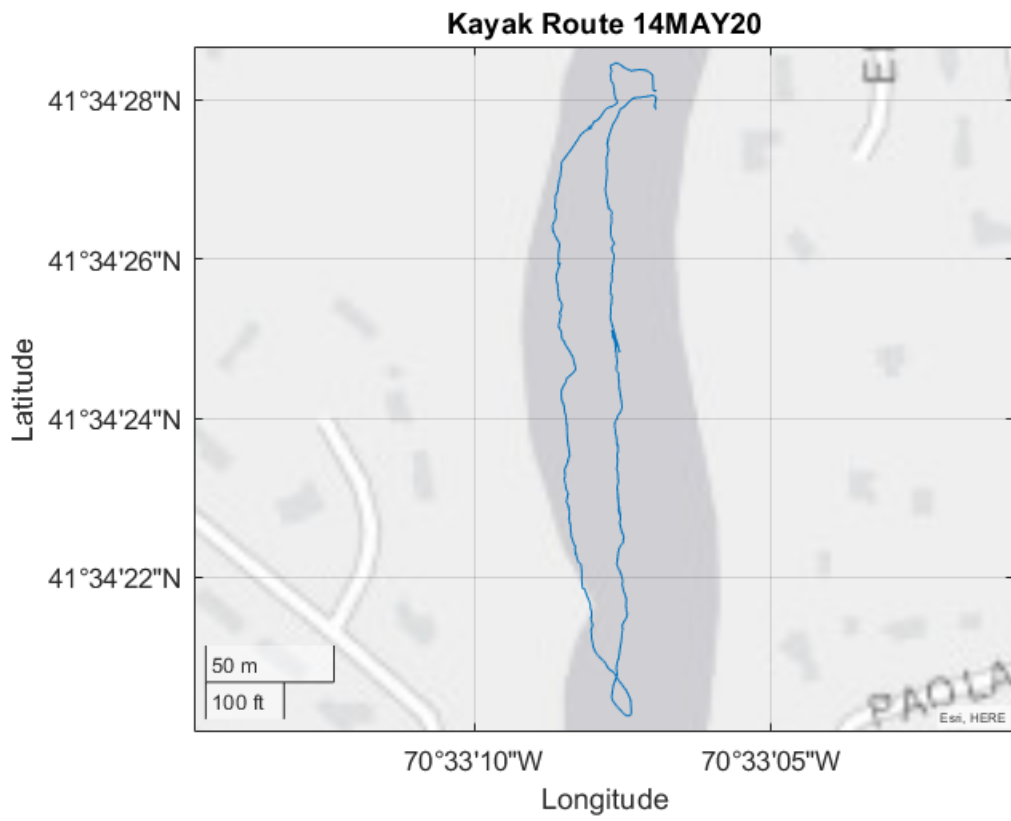 Kayak Route 14MAY20
41°34'28"N
41°34'26"N
41°34'24"N
41°34'22"N
Latitude
50 m
100 ft
PAOLA
Esri, HERE
70°33'10"W
70°33'05"W
Longitude